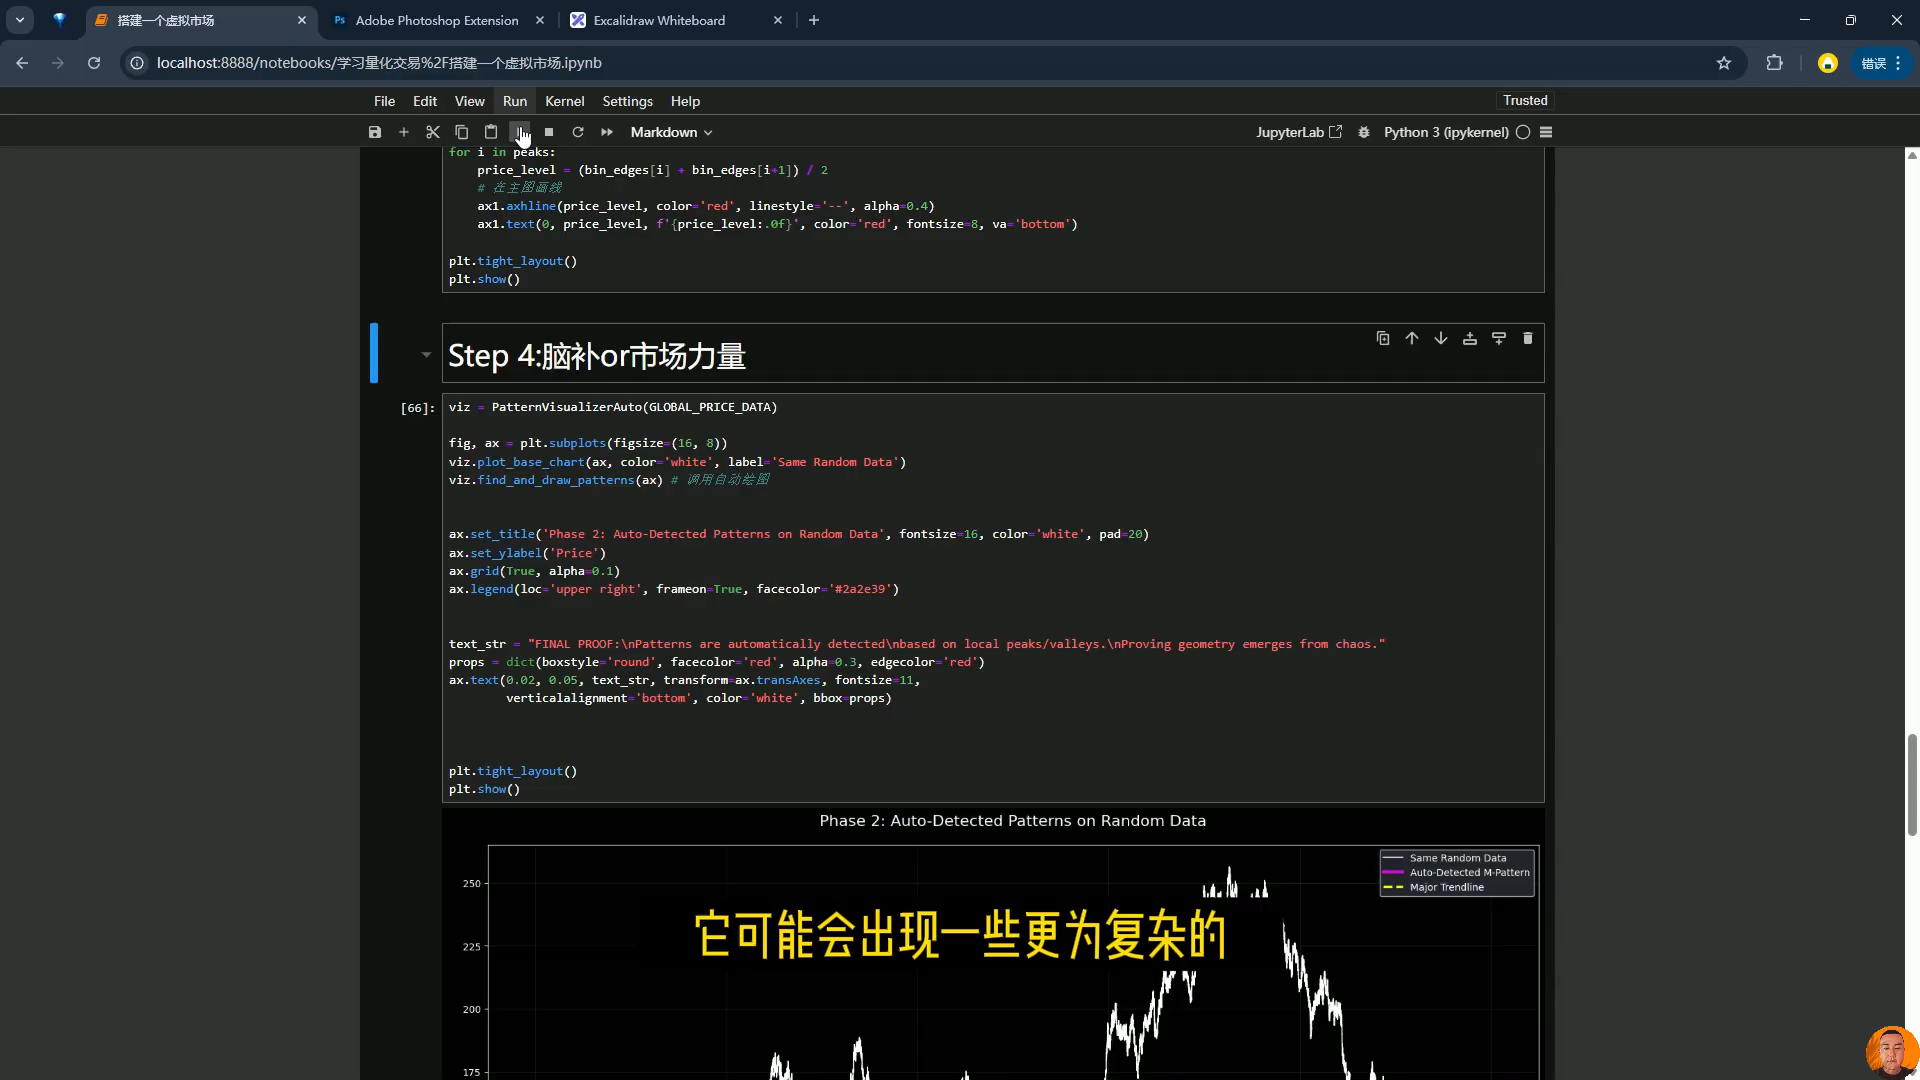 搭建一个虚拟市场
Ps Adobe Photoshop Extension
Excalidraw Whiteboard
localhost:8888/notebooks/学习量化交易%2F搭建一个虚拟市场.ipynb
错误
File Edit View Run Kernel Settings Help
Trusted
Markdown
JupyterLab
Python 3 (ipykernel)
for i in peaks:
price_level = (bin_edges[i] + bin_edges[i+1]) / 2
# 在主图画线
ax1.axhline(price_level, color='red', linestyle='--', alpha=0.4)
ax1.text(0, price_level, f'{price_level:.0f}', color='red', fontsize=8, va='bottom')
plt.tight_layout()
plt.show()
Step 4:脑补or市场力量
[66]:
viz = PatternVisualizerAuto(GLOBAL_PRICE_DATA)
fig, ax = plt.subplots(figsize=(16, 8))
viz.plot_base_chart(ax, color='white', label='Same Random Data')
viz.find_and_draw_patterns(ax) # 调用自动绘图
ax.set_title('Phase 2: Auto-Detected Patterns on Random Data', fontsize=16, color='white', pad=20)
ax.set_ylabel('Price')
ax.grid(True, alpha=0.1)
ax.legend(loc='upper right', frameon=True, facecolor='#2a2e39')
text_str = "FINAL PROOF:\nPatterns are automatically detected\nbased on local peaks/valleys.\nProving geometry emerges from chaos."
props = dict(boxstyle='round', facecolor='red', alpha=0.3, edgecolor='red')
ax.text(0.02, 0.05, text_str, transform=ax.transAxes, fontsize=11,
verticalalignment='bottom', color='white', bbox=props)
plt.tight_layout()
plt.show()
Phase 2: Auto-Detected Patterns on Random Data
Same Random Data
Auto-Detected M-Pattern
Major Trendline
250
225
200
175
它可能会出现一些更为复杂的